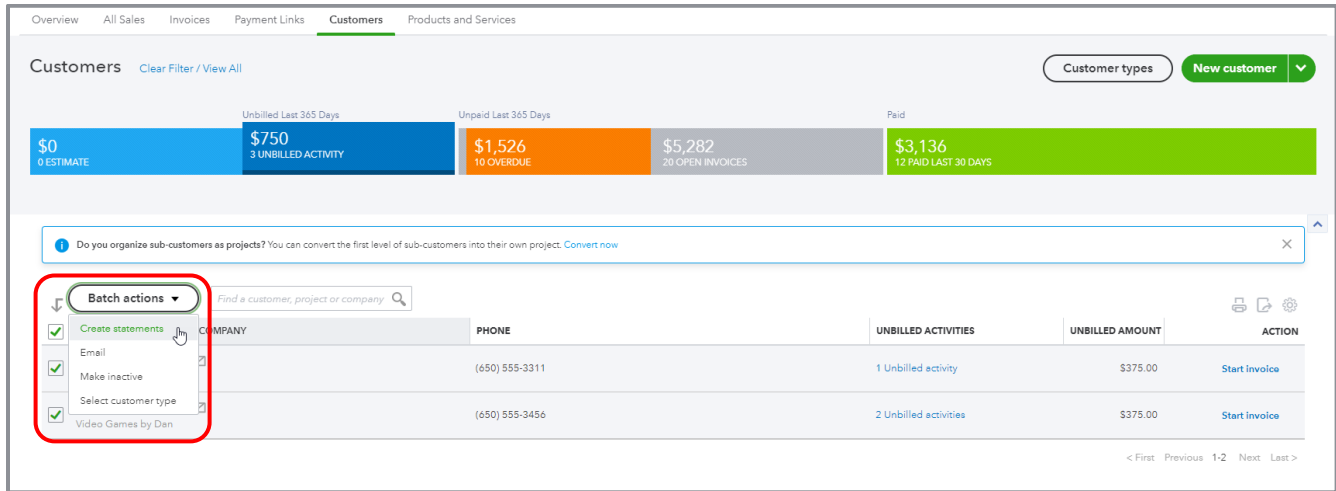 Overview All Sales Invoices Payment Links Customers Products and Services
Customers Clear Filter / View All Customer types New customer
Unbilled Last 365 Days Unpaid Last 365 Days Paid
$0 $750 $1,526 $5,282 $3,136
0 ESTIMATE 3 UNBILLED ACTIVITY 10 OVERDUE 20 OPEN INVOICES 12 PAID LAST 30 DAYS
Do you organize sub-customers as projects? You can convert the first level of sub-customers into their own project. Convert now
Batch actions Find a customer, project or company
Create statements COMPANY PHONE UNBILLED ACTIVITIES UNBILLED AMOUNT ACTION
Email
(650) 555-3311 1 Unbilled activity $375.00 Start invoice
Make inactive
Select customer type
(650) 555-3456 2 Unbilled activities $375.00 Start invoice
Video Games by Dan
< First Previous 1-2 Next Last >